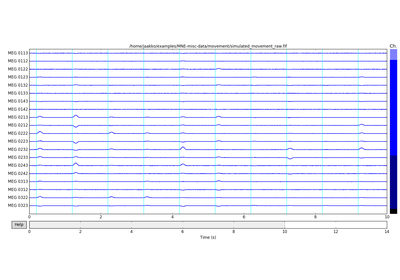 /home/jaakko/examples/MNE-misc-data/movement/simulated_movement_raw.fif
Ch.
MEG 0113
MEG 0112
MEG 0122
MEG 0123
MEG 0132
MEG 0133
MEG 0143
MEG 0142
MEG 0213
MEG 0222
MEG 0223
MEG 0232
MEG 0233
MEG 0243
MEG 0242
MEG 0313
MEG 0312
MEG 0322
MEG 0323
0 2 4 6 8 10
Help
0 2 4 6 8 10 12 14
Time (s)